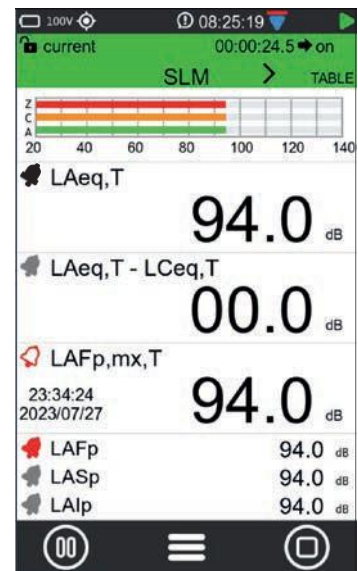 100V 08:25:19
current 00:00:24.5 on
SLM > TABLE
Z
C
A
20 40 60 80 100 120 140
LAeq,T
94.0 dB
LAeq,T - LCeq,T
00.0 dB
LAFp,mx,T
23:34:24
2023/07/27
94.0 dB
LAFp 94.0 dB
LASp 94.0 dB
LAIp 94.0 dB